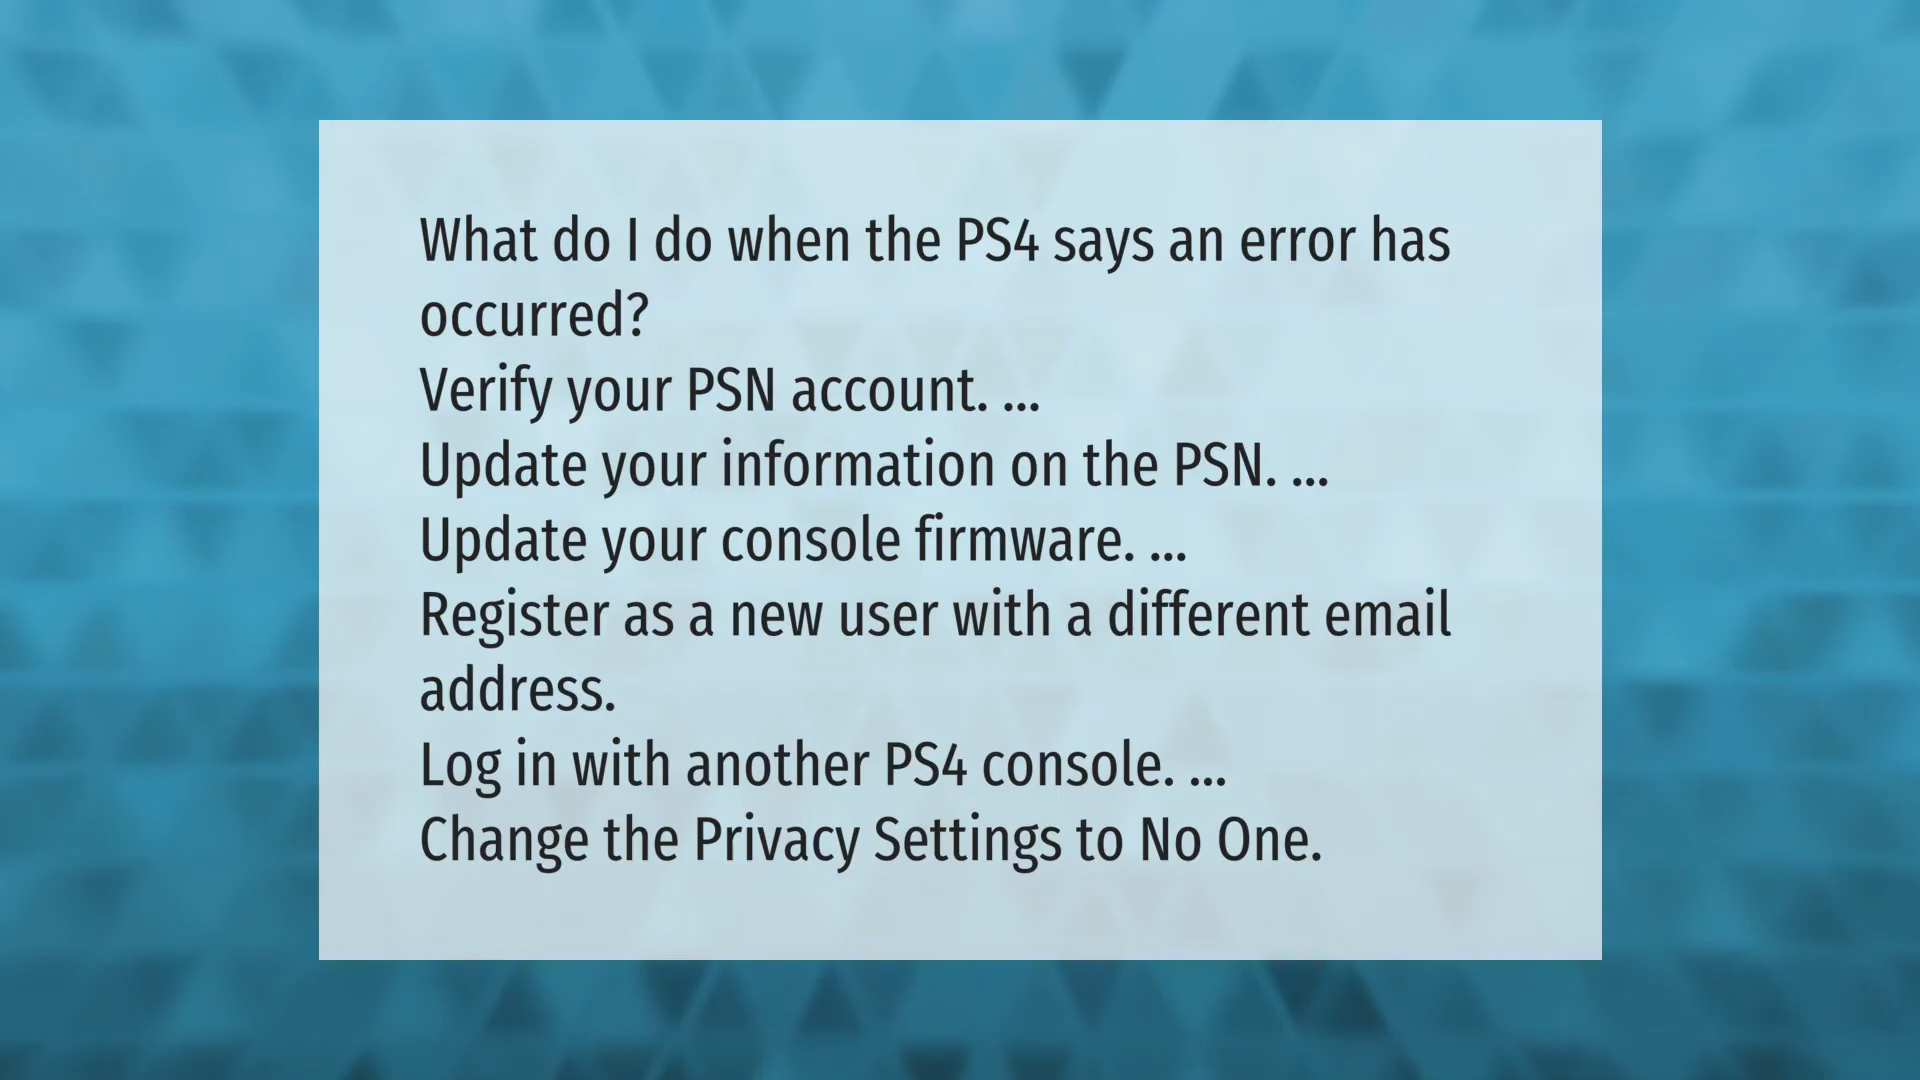 What do I do when the PS4 says an error has
occurred?
Verify your PSN account. ...
Update your information on the PSN. ...
Update your console firmware. ...
Register as a new user with a different email
address.
Log in with another PS4 console. ...
Change the Privacy Settings to No One.